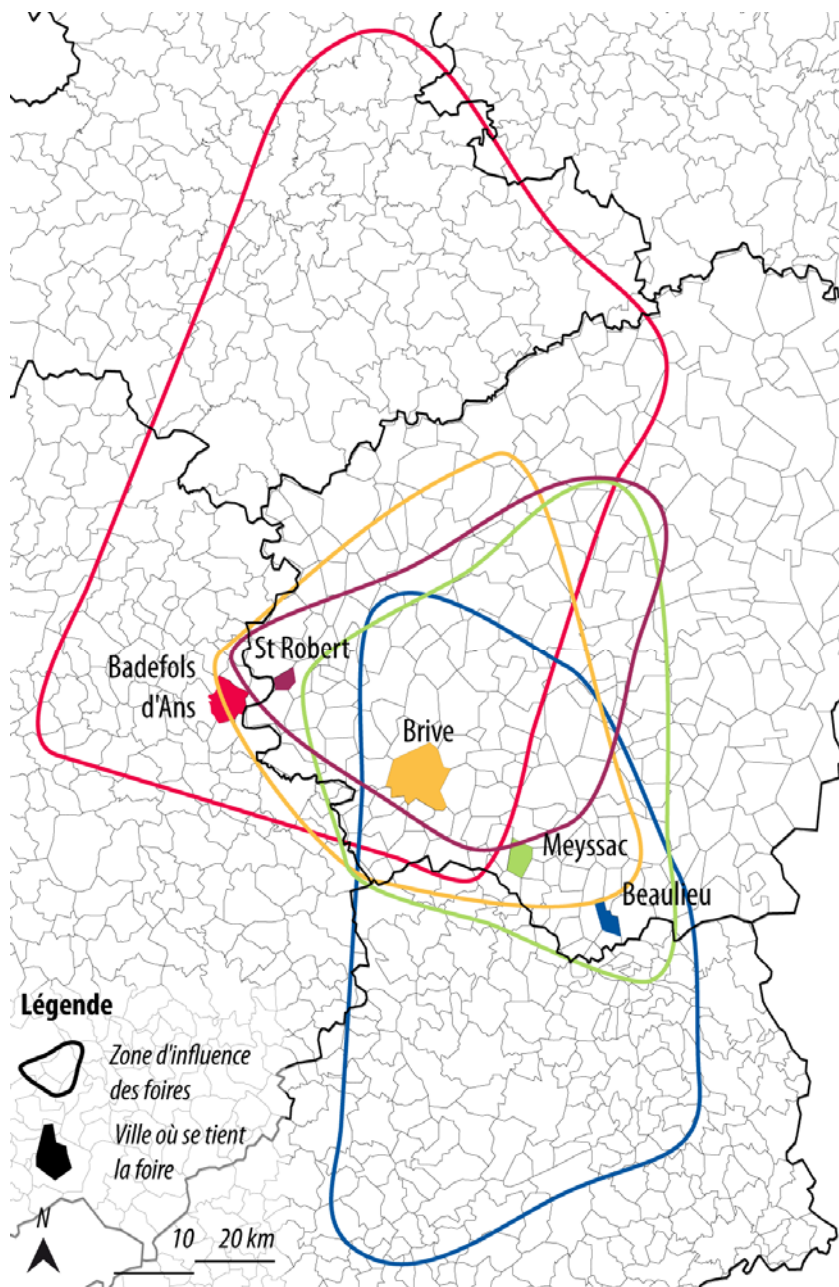 St Robert
Badefols
d'Ans
Brive
Meyssac
Beaulieu
Légende
Zone d'influence
des foires
Ville où se tient
la foire
N
10 20 km